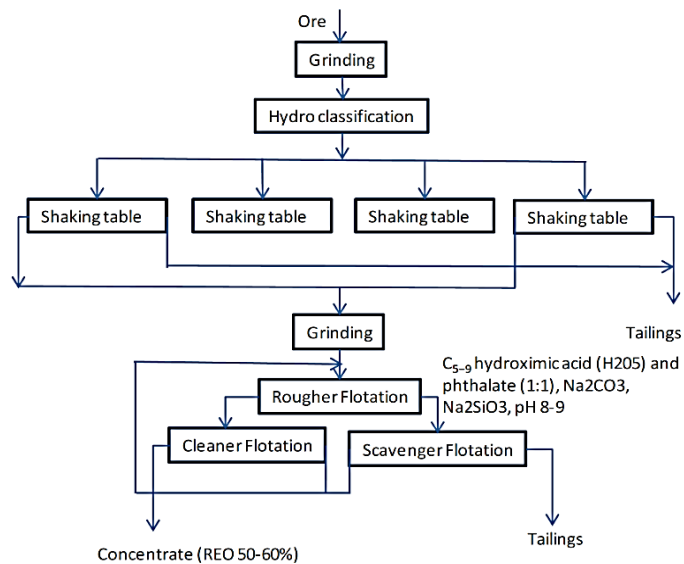 Ore
Grinding
Hydro classification
Shaking table
Shaking table
Shaking table
Shaking table
Tailings
Grinding
C₅₋₉ hydroximic acid (H205) and
phthalate (1:1), Na2CO3,
Na2SiO3, pH 8-9
Rougher Flotation
Cleaner Flotation
Scavenger Flotation
Tailings
Concentrate (REO 50-60%)